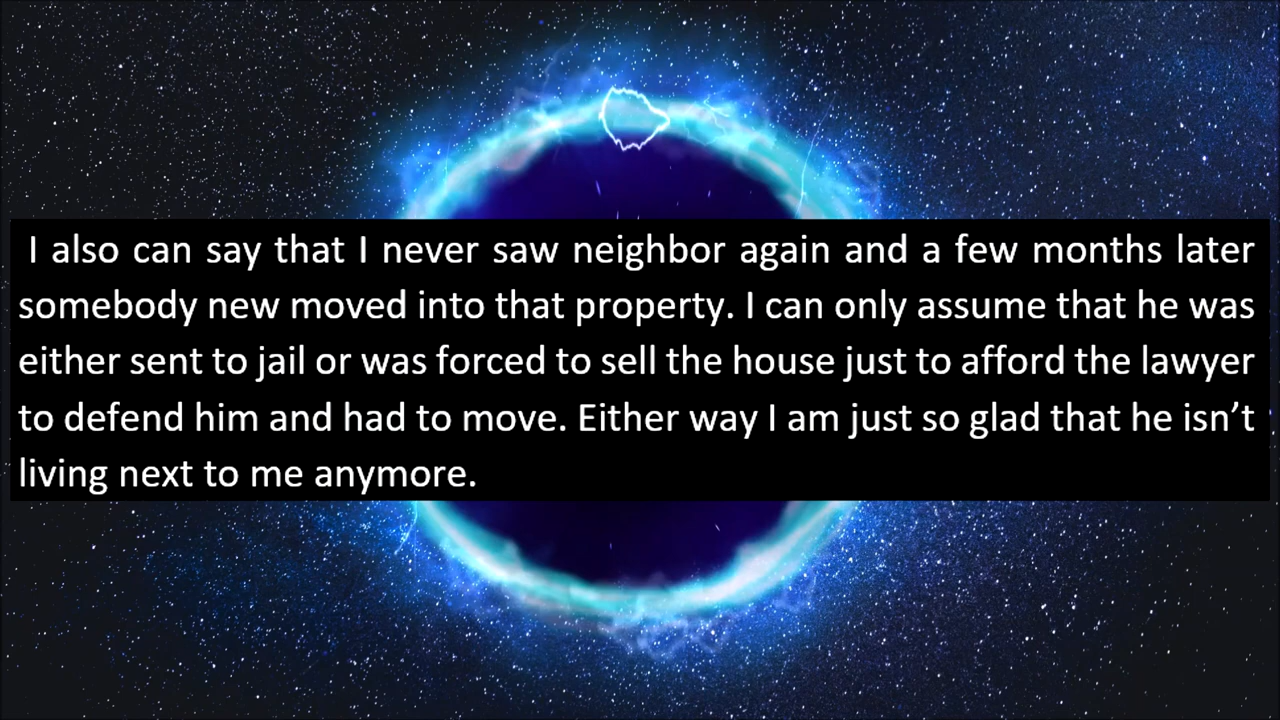 I also can say that I never saw neighbor again and a few months later
somebody new moved into that property. I can only assume that he was
either sent to jail or was forced to sell the house just to afford the lawyer
to defend him and had to move. Either way I am just so glad that he isn’t
living next to me anymore.